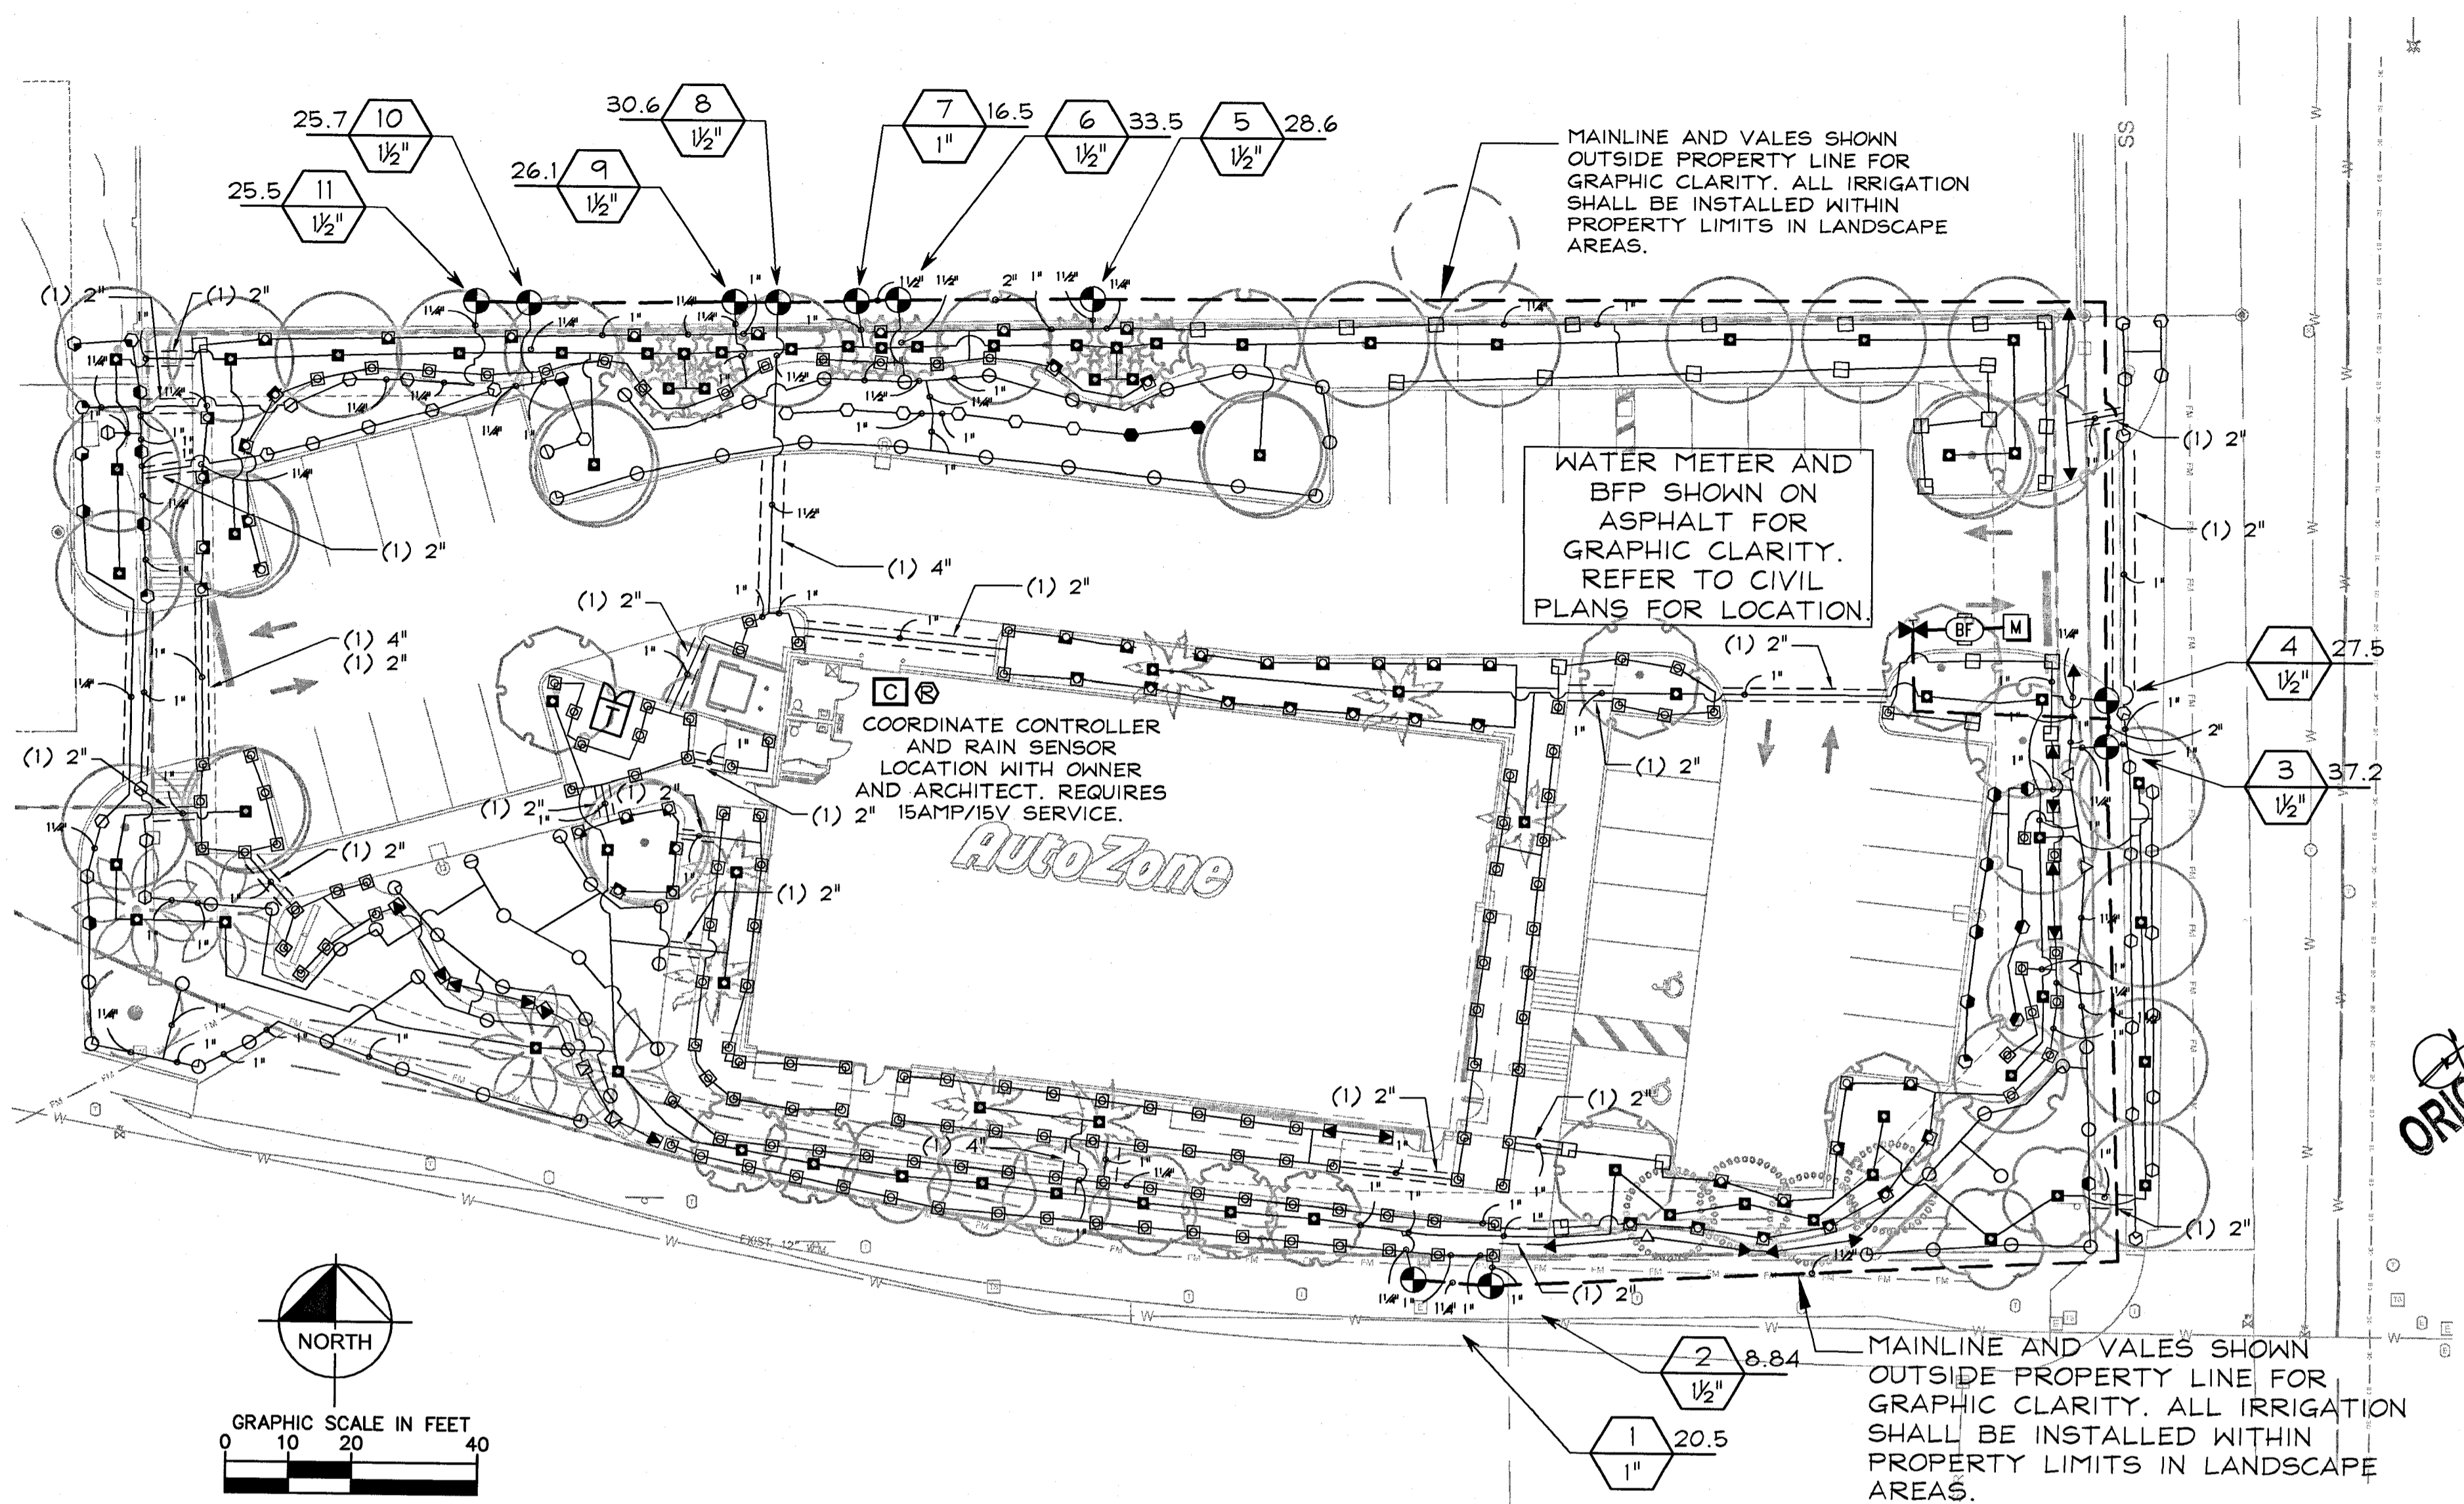 25.7 10 1½"
30.6 8 1½"
7 16.5 1"
6 33.5 1½"
5 28.6 1½"
26.1 9 1½"
25.5 11 1½"
MAINLINE AND VALES SHOWN
OUTSIDE PROPERTY LINE FOR
GRAPHIC CLARITY. ALL IRRIGATION
SHALL BE INSTALLED WITHIN
PROPERTY LIMITS IN LANDSCAPE
AREAS.
SS
(1) 2"
(1) 2"
(1) 2"
(1) 2"
(1) 2"
WATER METER AND
BFP SHOWN ON
ASPHALT FOR
GRAPHIC CLARITY.
REFER TO CIVIL
PLANS FOR LOCATION.
(1) 4"
(1) 2"
(1) 2"
(1) 4"
(1) 2"
(1) 2"
BF
M
T
C
R
4 27.5
1½"
3 37.2
1½"
COORDINATE CONTROLLER
AND RAIN SENSOR
LOCATION WITH OWNER
AND ARCHITECT. REQUIRES
15AMP/15V SERVICE.
(1) 2"
(1) 2"
(1) 2"
(1) 2"
(1) 2"
(1) 2"
(1) 2"
AutoZone
(1) 4"
(1) 2"
(1) 2"
(1) 2"
(1) 2"
EXIST. 12" WM
NORTH
GRAPHIC SCALE IN FEET
0 10 20 40
2 8.84
1½"
1 20.5
1"
MAINLINE AND VALES SHOWN
OUTSIDE PROPERTY LINE FOR
GRAPHIC CLARITY. ALL IRRIGATION
SHALL BE INSTALLED WITHIN
PROPERTY LIMITS IN LANDSCAPE
AREAS.